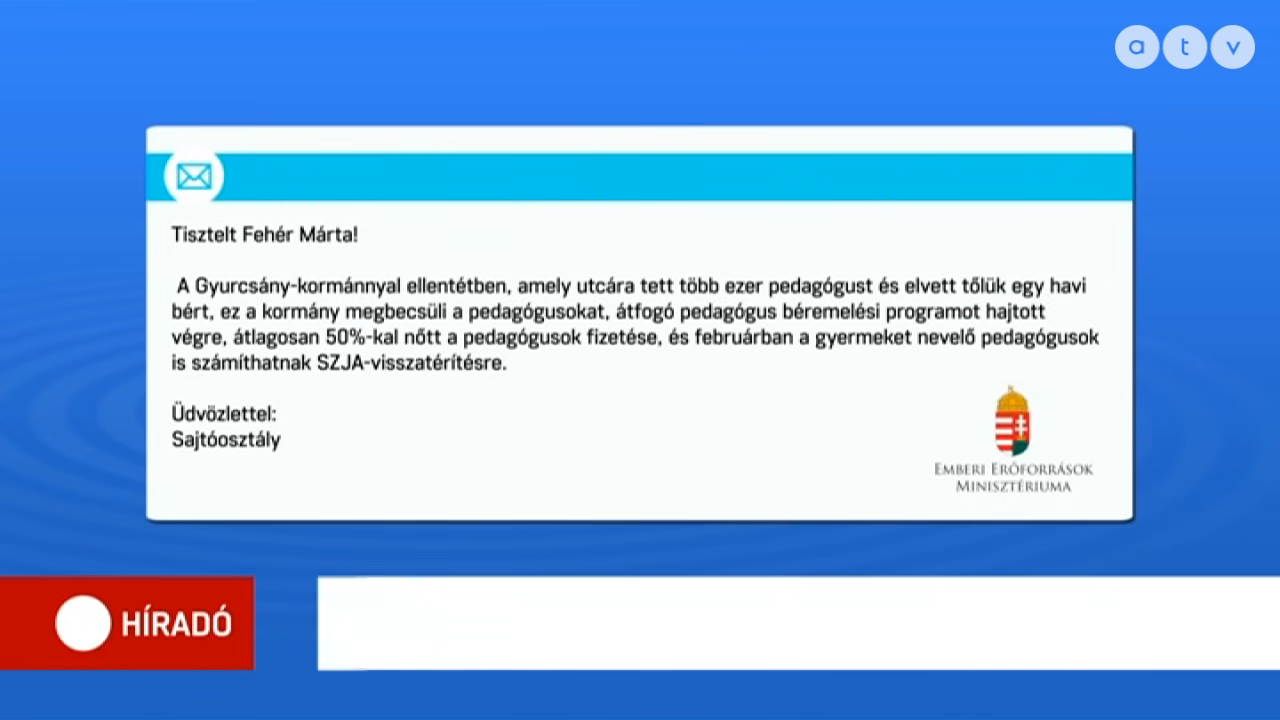 atv
Tisztelt Fehér Márta!
A Gyurcsány-kormánnyal ellentétben, amely utcára tett több ezer pedagógust és elvett tőlük egy havi
bért, ez a kormány megbecsüli a pedagógusokat, átfogó pedagógus béremelési programot hajtott
végre, átlagosan 50%-kal nőtt a pedagógusok fizetése, és februárban a gyermeket nevelő pedagógusok
is számíthatnak SZJA-visszatérítésre.
Üdvözlettel:
Sajtóosztály
EMBERI ERŐFORRÁSOK
MINISZTÉRIUMA
HÍRADÓ